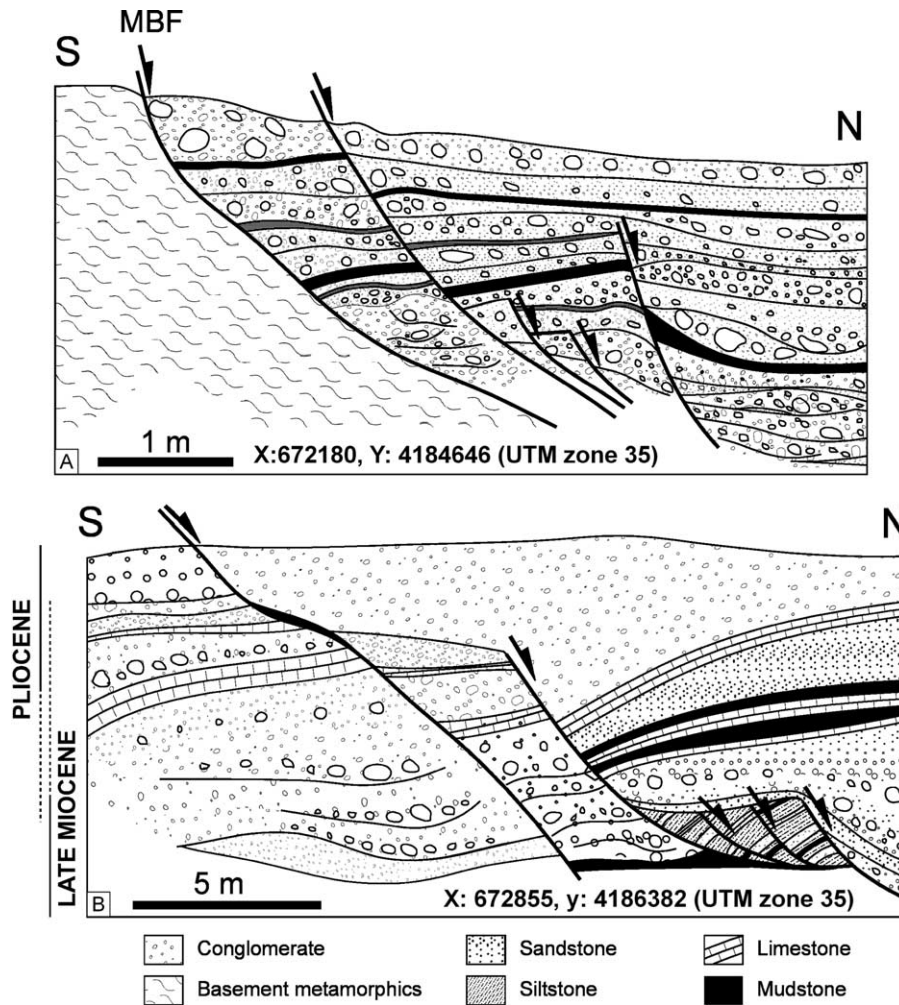 MBF
S
N
A
1 m
X:672180, Y: 4184646 (UTM zone 35)
S
N
PLIOCENE
LATE MIOCENE
B
5 m
X: 672855, y: 4186382 (UTM zone 35)
Conglomerate
Sandstone
Limestone
Basement metamorphics
Siltstone
Mudstone